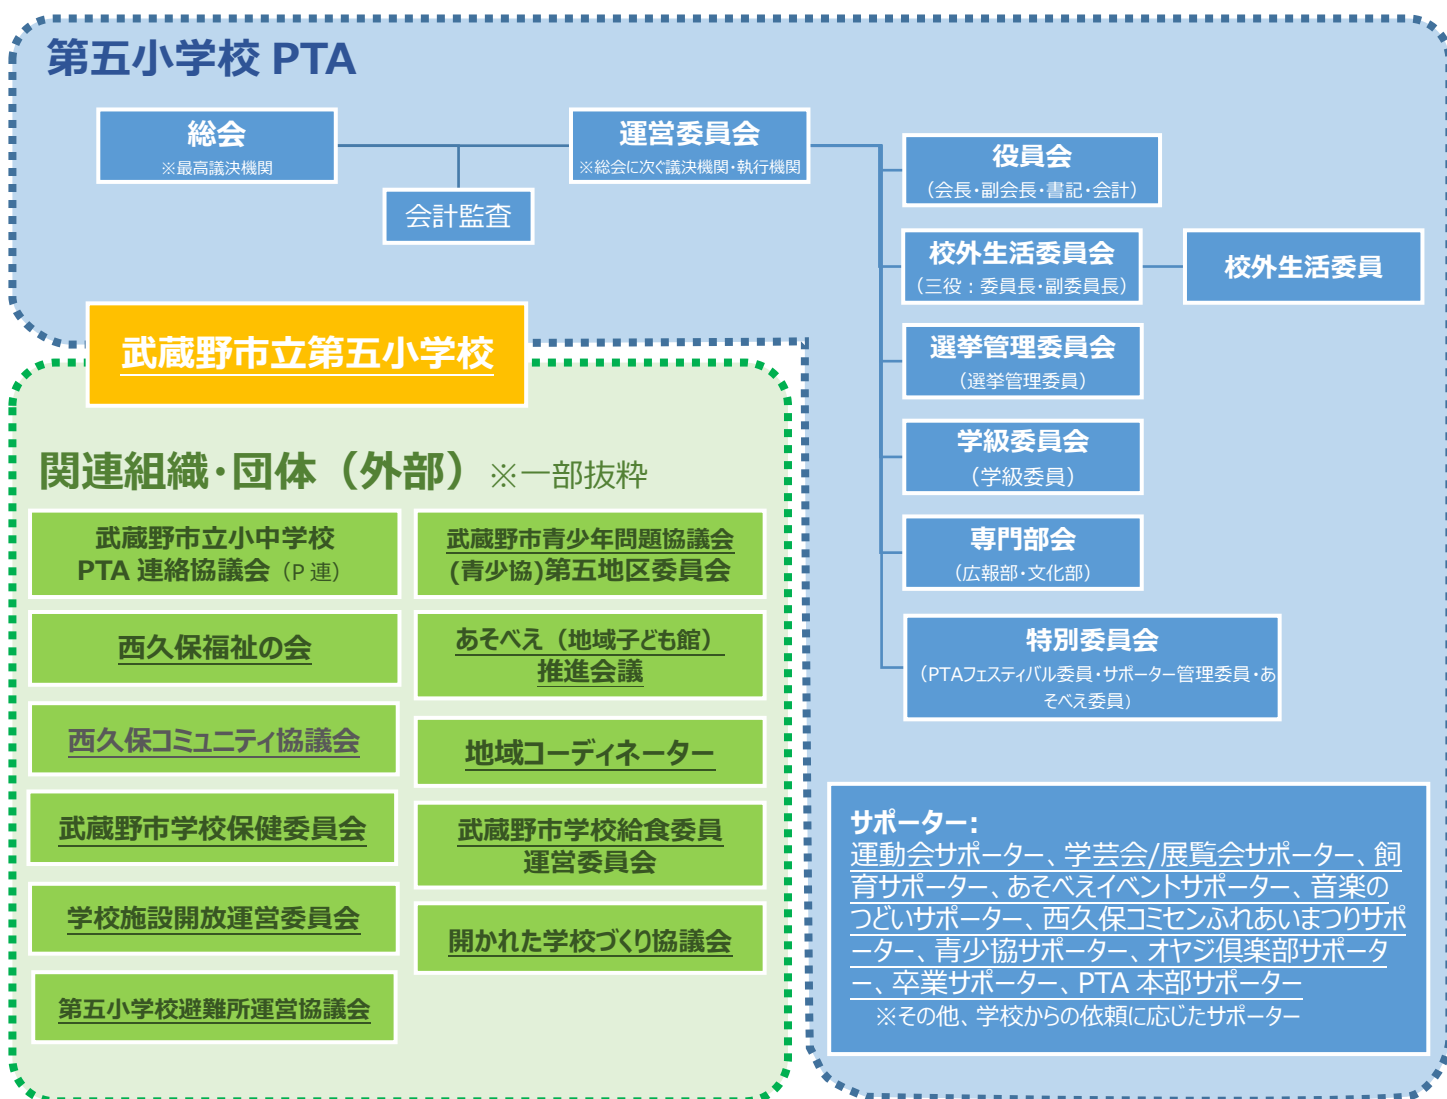 第五小学校 PTA
総会
※最高議決機関
運営委員会
※総会に次ぐ議決機関・執行機関
会計監査
役員会
（会長・副会長・書記・会計）
校外生活委員会
（三役：委員長・副委員長）
校外生活委員
選挙管理委員会
（選挙管理委員）
学級委員会
（学級委員）
専門部会
（広報部・文化部）
特別委員会
（PTAフェスティバル委員・サポーター管理委員・あ
そべえ委員）
武蔵野市立第五小学校
関連組織・団体（外部）※一部抜粋
武蔵野市立小中学校
PTA 連絡協議会（P 連）
武蔵野市青少年問題協議会
(青少協)第五地区委員会
西久保福祉の会
あそべえ（地域子ども館）
推進会議
西久保コミュニティ協議会
地域コーディネーター
武蔵野市学校保健委員会
武蔵野市学校給食委員
運営委員会
学校施設開放運営委員会
開かれた学校づくり協議会
第五小学校避難所運営協議会
サポーター:
運動会サポーター、学芸会/展覧会サポーター、飼
育サポーター、あそべえイベントサポーター、音楽の
つどいサポーター、西久保コミセンふれあいまつりサポ
ーター、青少協サポーター、オヤジ倶楽部サポータ
ー、卒業サポーター、PTA 本部サポーター
※その他、学校からの依頼に応じたサポーター